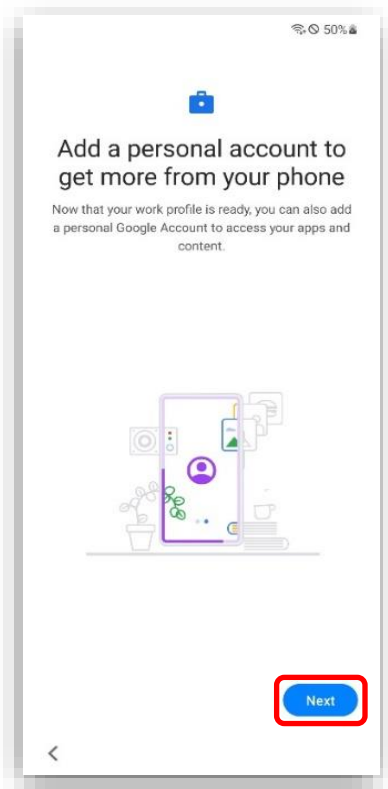 50%
Add a personal account to
get more from your phone
Now that your work profile is ready, you can also add
a personal Google Account to access your apps and
content.
Next